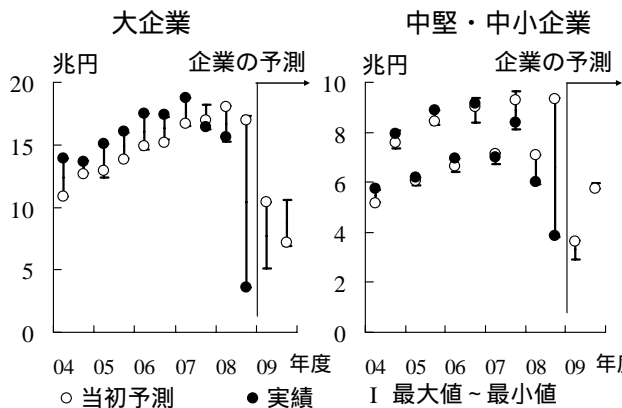 大企業
中堅・中小企業
兆円
企業の予測
兆円
企業の予測
20
15
10
5
0
10
8
6
4
2
0
04 05 06 07 08 09 年度
04 05 06 07 08 09 年度
○ 当初予測 ● 実績 I 最大値~最小値